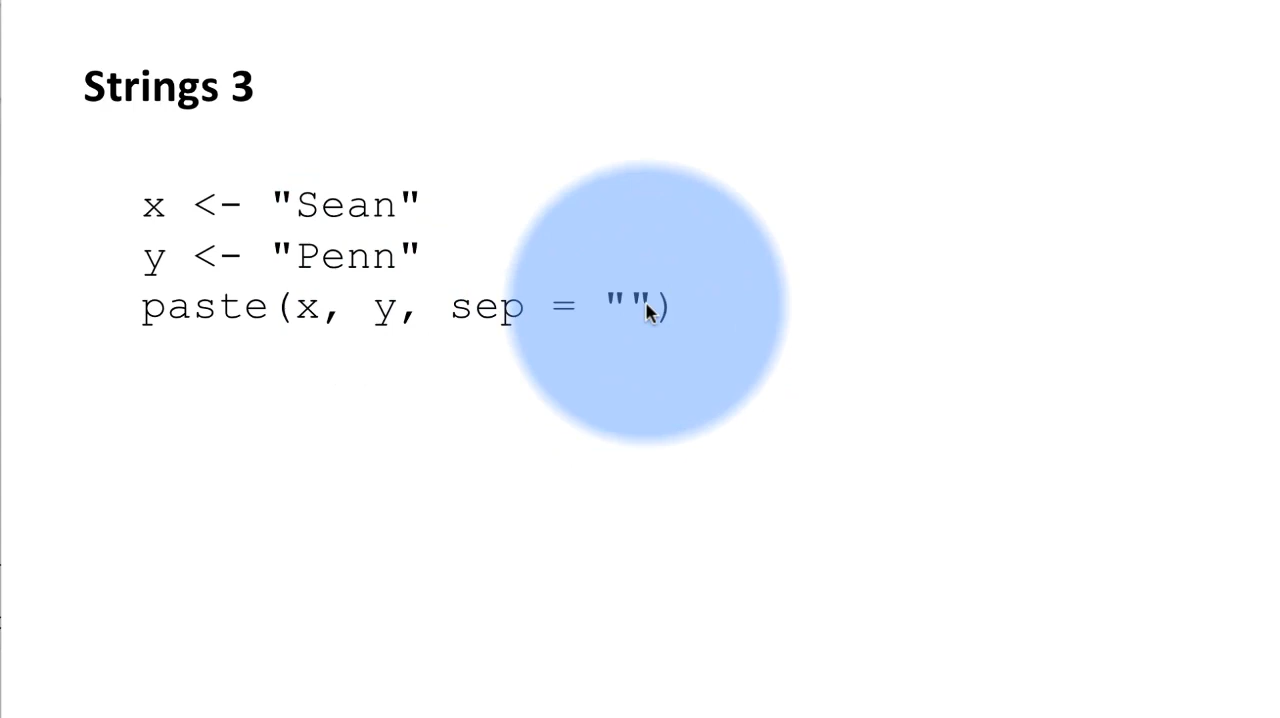 Strings 3
x <- "Sean"
y <- "Penn"
paste(x, y, sep = "")